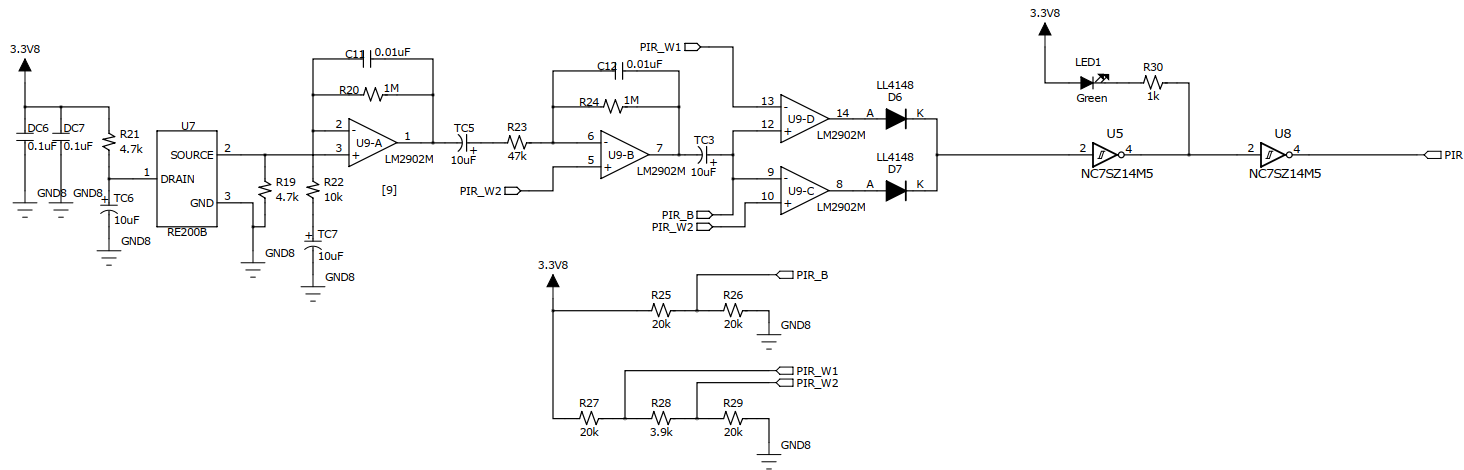 3.3V8
DC6
0.1uF
DC7
0.1uF
R21
4.7k
GND8
GND8
TC6
+
10uF
GND8
U7
SOURCE
DRAIN
GND
RE200B
1
2
3
R19
4.7k
GND8
R22
10k
TC7
+
10uF
GND8
C11
0.01uF
R20
1M
2
-
3
+
U9-A
1
LM2902M
[9]
TC5
+
10uF
R23
47k
PIR_W2
C12
0.01uF
R24
1M
6
-
5
+
U9-B
7
LM2902M
TC3
+
10uF
PIR_W1
PIR_B
PIR_W2
13
-
12
+
U9-D
14
LM2902M
9
-
10
+
U9-C
8
LM2902M
LL4148
D6
A
K
LL4148
D7
A
K
3.3V8
LED1
Green
R30
1k
U5
2
4
NC7SZ14M5
U8
2
4
NC7SZ14M5
PIR
3.3V8
R25
20k
R26
20k
PIR_B
GND8
PIR_W1
PIR_W2
R27
20k
R28
3.9k
R29
20k
GND8